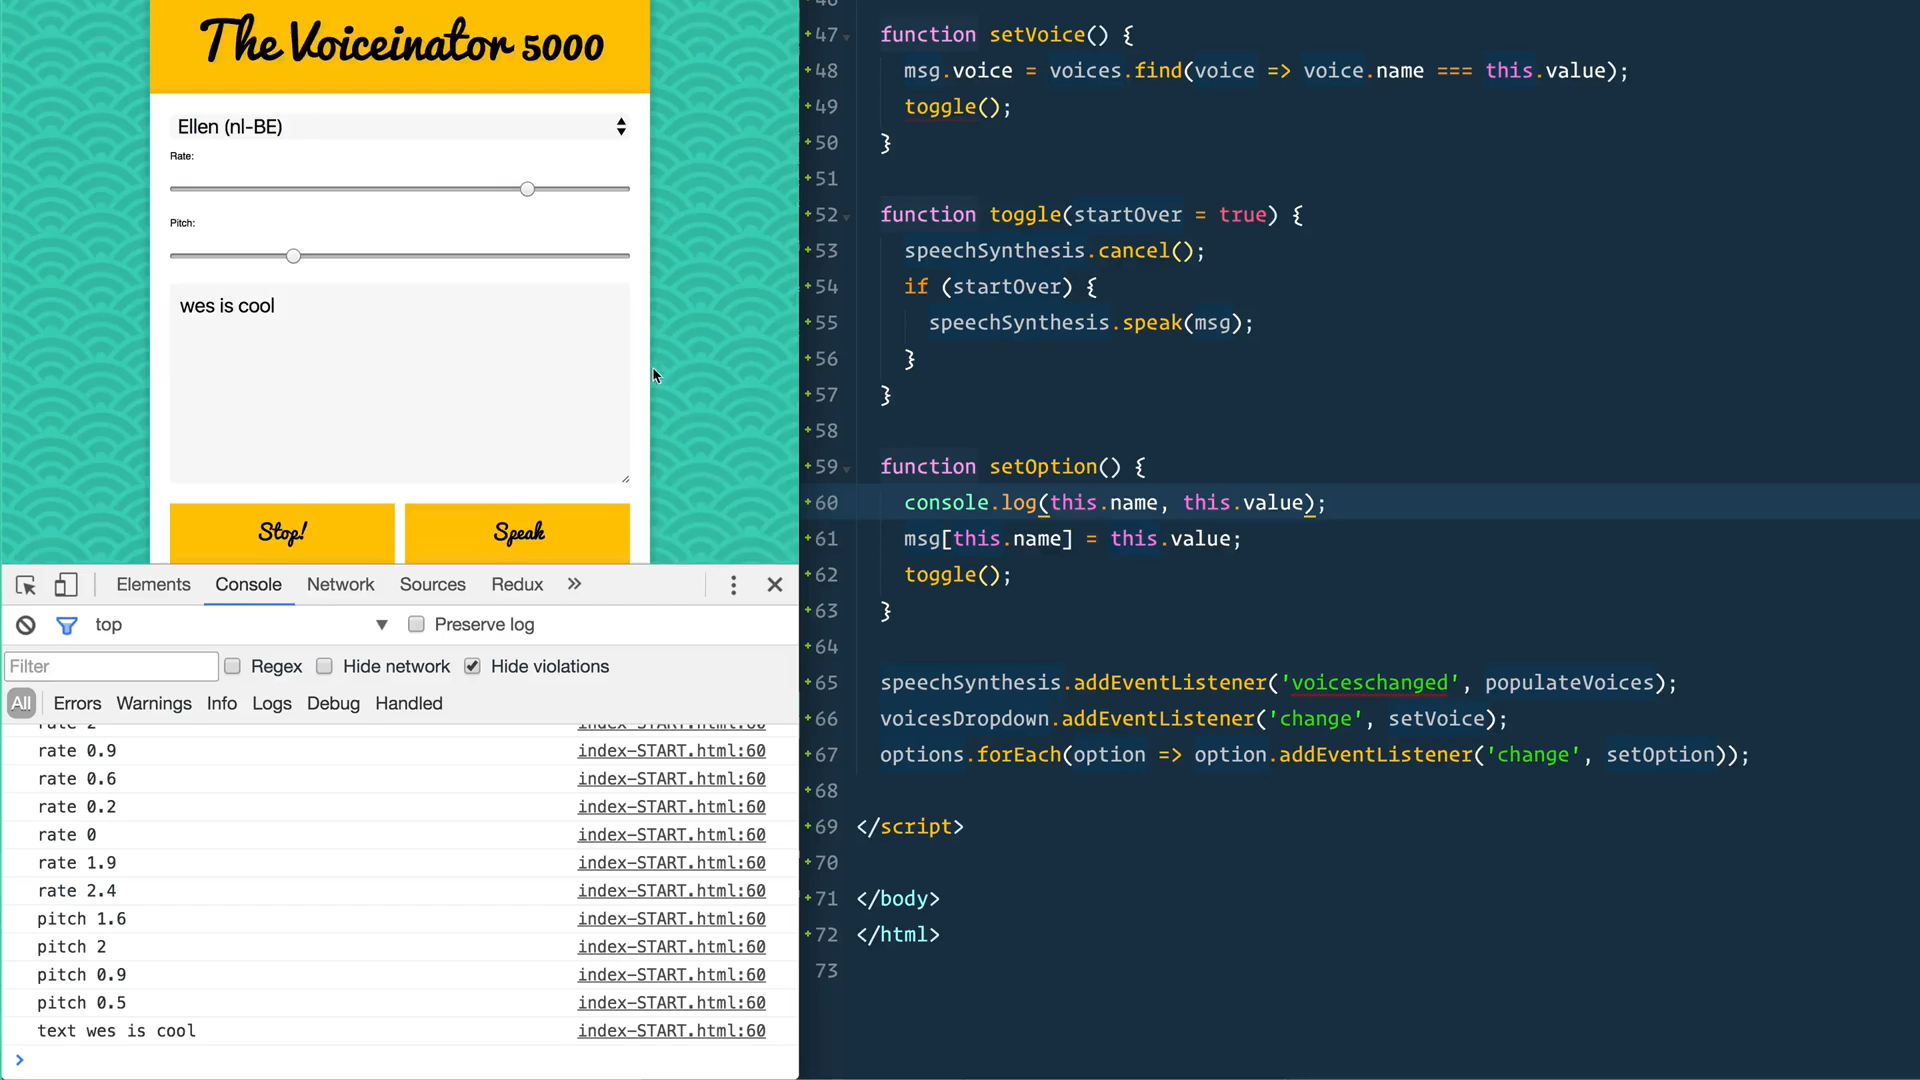 The Voiceinator 5000
Ellen (nl-BE)
Rate:
Pitch:
wes is cool
Stop! Speak
Elements Console Network Sources Redux »
top Preserve log
Filter Regex Hide network Hide violations
All Errors Warnings Info Logs Debug Handled
rate 2 index-START.html:60
rate 0.9 index-START.html:60
rate 0.6 index-START.html:60
rate 0.2 index-START.html:60
rate 0 index-START.html:60
rate 1.9 index-START.html:60
rate 2.4 index-START.html:60
pitch 1.6 index-START.html:60
pitch 2 index-START.html:60
pitch 0.9 index-START.html:60
pitch 0.5 index-START.html:60
text wes is cool index-START.html:60
>
46
47 function setVoice() {
48 msg.voice = voices.find(voice => voice.name === this.value);
49 toggle();
50 }
51
52 function toggle(startOver = true) {
53 speechSynthesis.cancel();
54 if (startOver) {
55 speechSynthesis.speak(msg);
56 }
57 }
58
59 function setOption() {
60 console.log(this.name, this.value);
61 msg[this.name] = this.value;
62 toggle();
63 }
64
65 speechSynthesis.addEventListener('voiceschanged', populateVoices);
66 voicesDropdown.addEventListener('change', setVoice);
67 options.forEach(option => option.addEventListener('change', setOption));
68
69 </script>
70
71 </body>
72 </html>
73